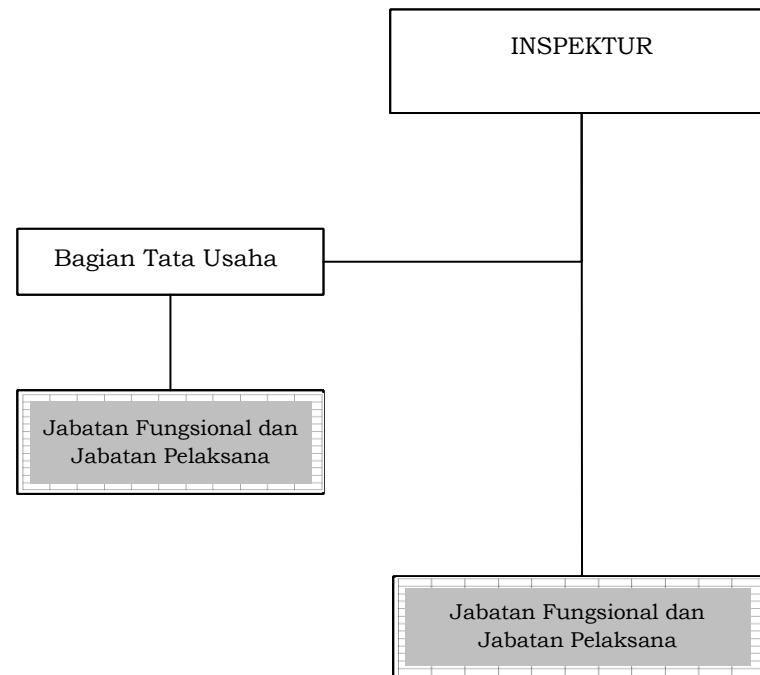 INSPEKTUR
Bagian Tata Usaha
Jabatan Fungsional dan
Jabatan Pelaksana
Jabatan Fungsional dan
Jabatan Pelaksana